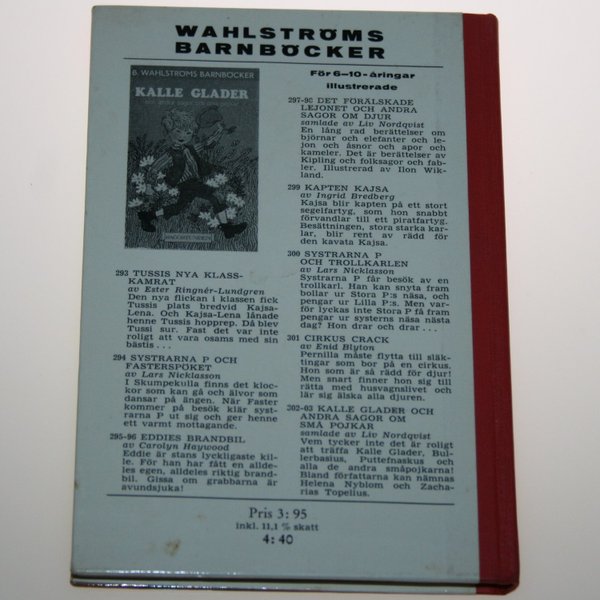 WAHLSTRÖMS
BARNBÖCKER
B. WAHLSTRÖMS BARNBÖCKER
KALLE GLADER
För 6—10-åringar
illustrerade
293 TUSSIS NYA KLASS-
KAMRAT
av Ester Ringnér-Lundgren
Den nya flickan i klassen fick
Tussis plats bredvid Kajsa-
Lena. Och Kajsa-Lena lånade
henne Tussis hopprep. Då blev
Tussi sur. Fast det var inte
roligt att vara osams med sin
bästis...
294 SYSTRARNA P OCH
FASTERSPÖKET
av Lars Nicklasson
I Skumpekulla finns det kloc-
kor som kan gå och älvor som
dansar på ängen. När Faster
kommer på besök klär syst-
rarna P ut sig och ger henne
ett varmt mottagande.
295-96 EDDIES BRANDBIL
av Carolyn Haywood
Eddie är stans lyckligaste kil-
le. För han har fått en allde-
les egen, alldeles riktig brand-
bil. Gissa om grabbarna är
avundsjuka!
297-98 DET FÖRÄLSKADE
LEJONET OCH ANDRA
SAGOR OM DJUR
samlade av Liv Nordqvist
En lång rad berättelser om
björnar och elefanter och le-
jon och åsnor och apor och
kameler. Det är berättelser av
Kipling och folksagor och fab-
ler. Illustrerad av Ilon Wik-
land.
299 KAPTEN KAJSA
av Ingrid Bredberg
Kajsa blir kapten på ett stort
segelfartyg, som hon snabbt
förvandlar till ett piratfartyg.
Besättningen, stora starka kar-
lar, blir rent av rädd för
den kavata Kajsa.
300 SYSTRARNA P
OCH TROLLKARLEN
av Lars Nicklasson
Systrarna P får besök av en
trollkarl. Han kan snyta fram
bollar ur Stora P:s näsa, och
pengar ur Lilla P:s. Men var-
för lyckas inte Stora P få fram
pengar ur systerns näsa nästa
dag? Hon drar och drar...
301 CIRKUS CRACK
av Enid Blyton
Pernilla måste flytta till släkt-
ingar som bor på en cirkus.
Hon som är så rädd för djur!
Men snart finner hon sig till
rätta med husvagnslivet och
lär sig älska alla djuren.
302-03 KALLE GLADER OCH
ANDRA SAGOR OM
SMÅ POJKAR
samlade av Liv Nordqvist
Vem tycker inte det är roligt
att träffa Kalle Glader, Bul-
lerbasius, Puttefnaskus och
alla de andra småpojkarna!
Bland författarna kan nämnas
Helena Nyblom och Zacha-
rias Topelius.
Pris 3: 95
inkl. 11,1 % skatt
4: 40